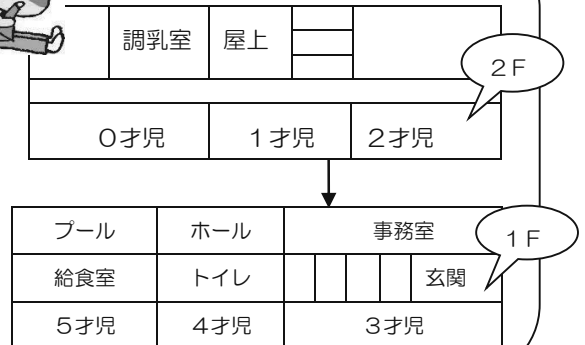 調乳室 屋上
2F
0才児 1才児 2才児
プール ホール 事務室
1F
給食室 トイレ 玄関
5才児 4才児 3才児